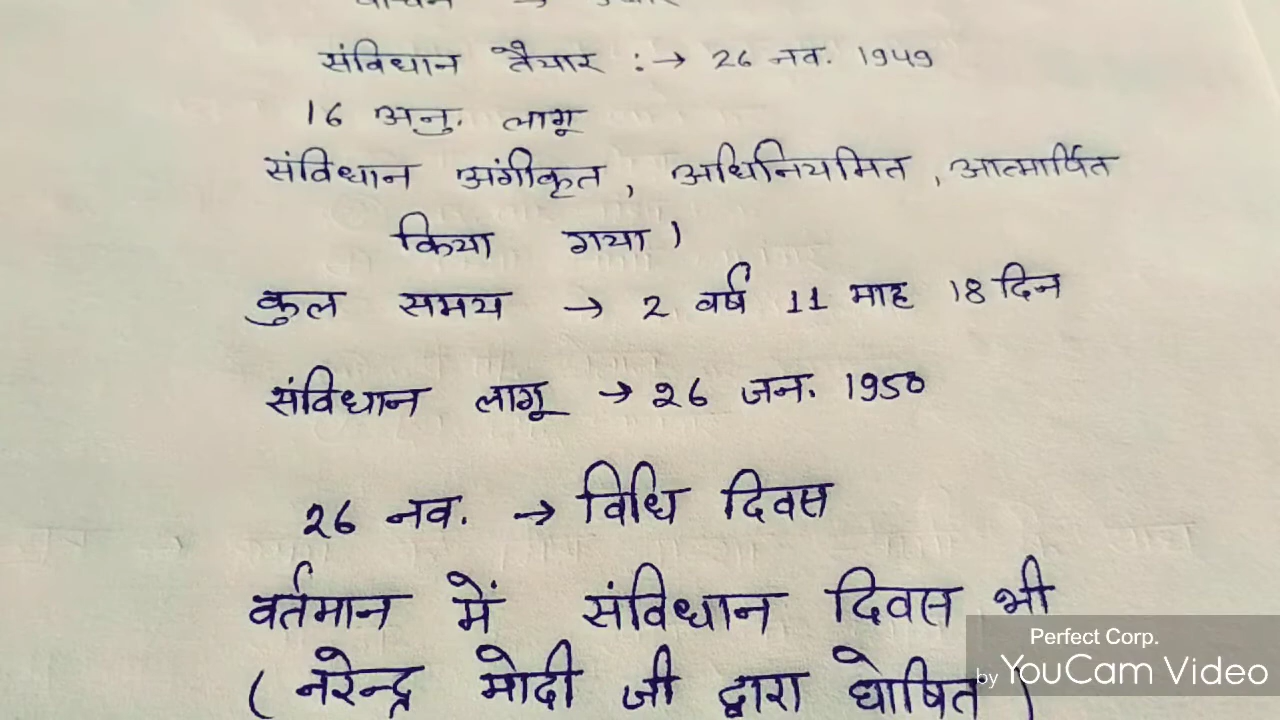 संविधान तैयार :→ 26 नव. 1949
16 अनु. लागू
संविधान अंगीकृत, अधिनियमित, आत्मार्पित
किया गया।
कुल समय → 2 वर्ष 11 माह 18 दिन
संविधान लागू → 26 जन. 1950
26 नव. → विधि दिवस
वर्तमान में संविधान दिवस भी
( नरेन्द्र मोदी जी द्वारा घोषित )
Perfect Corp.
by YouCam Video